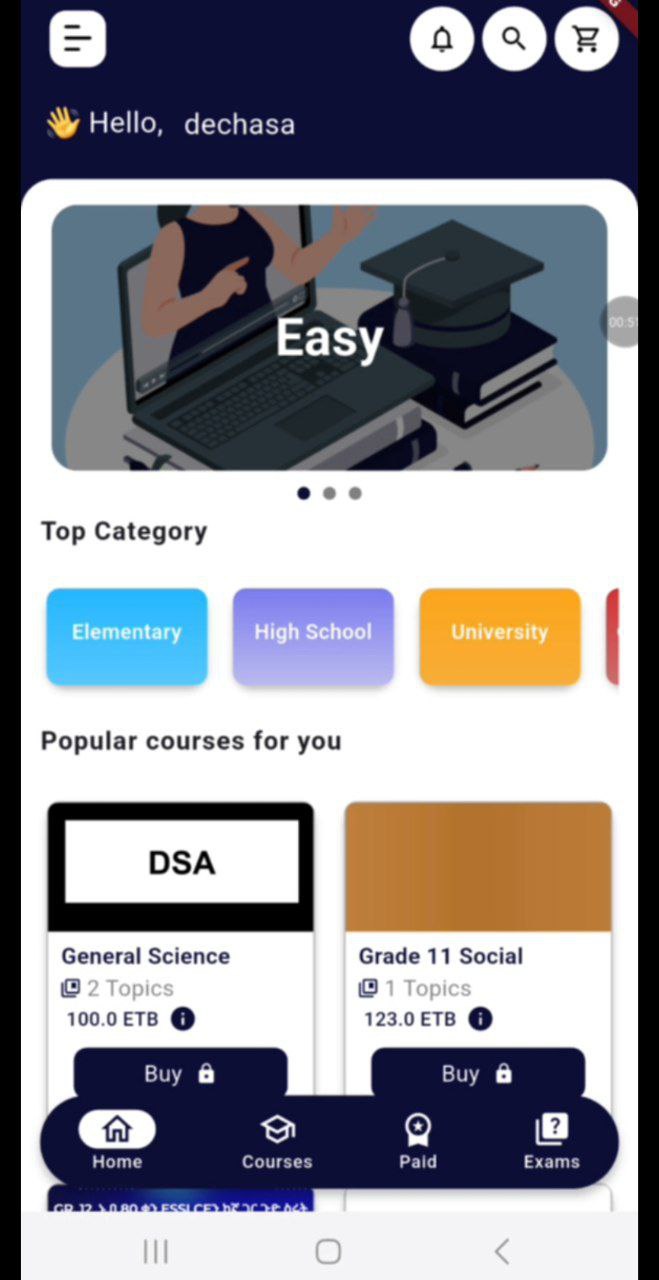 Hello, dechasa
Easy
Top Category
Elementary
High School
University
Popular courses for you
DSA
General Science
2 Topics
100.0 ETB
Buy
Grade 11 Social
1 Topics
123.0 ETB
Buy
Home
Courses
Paid
Exams